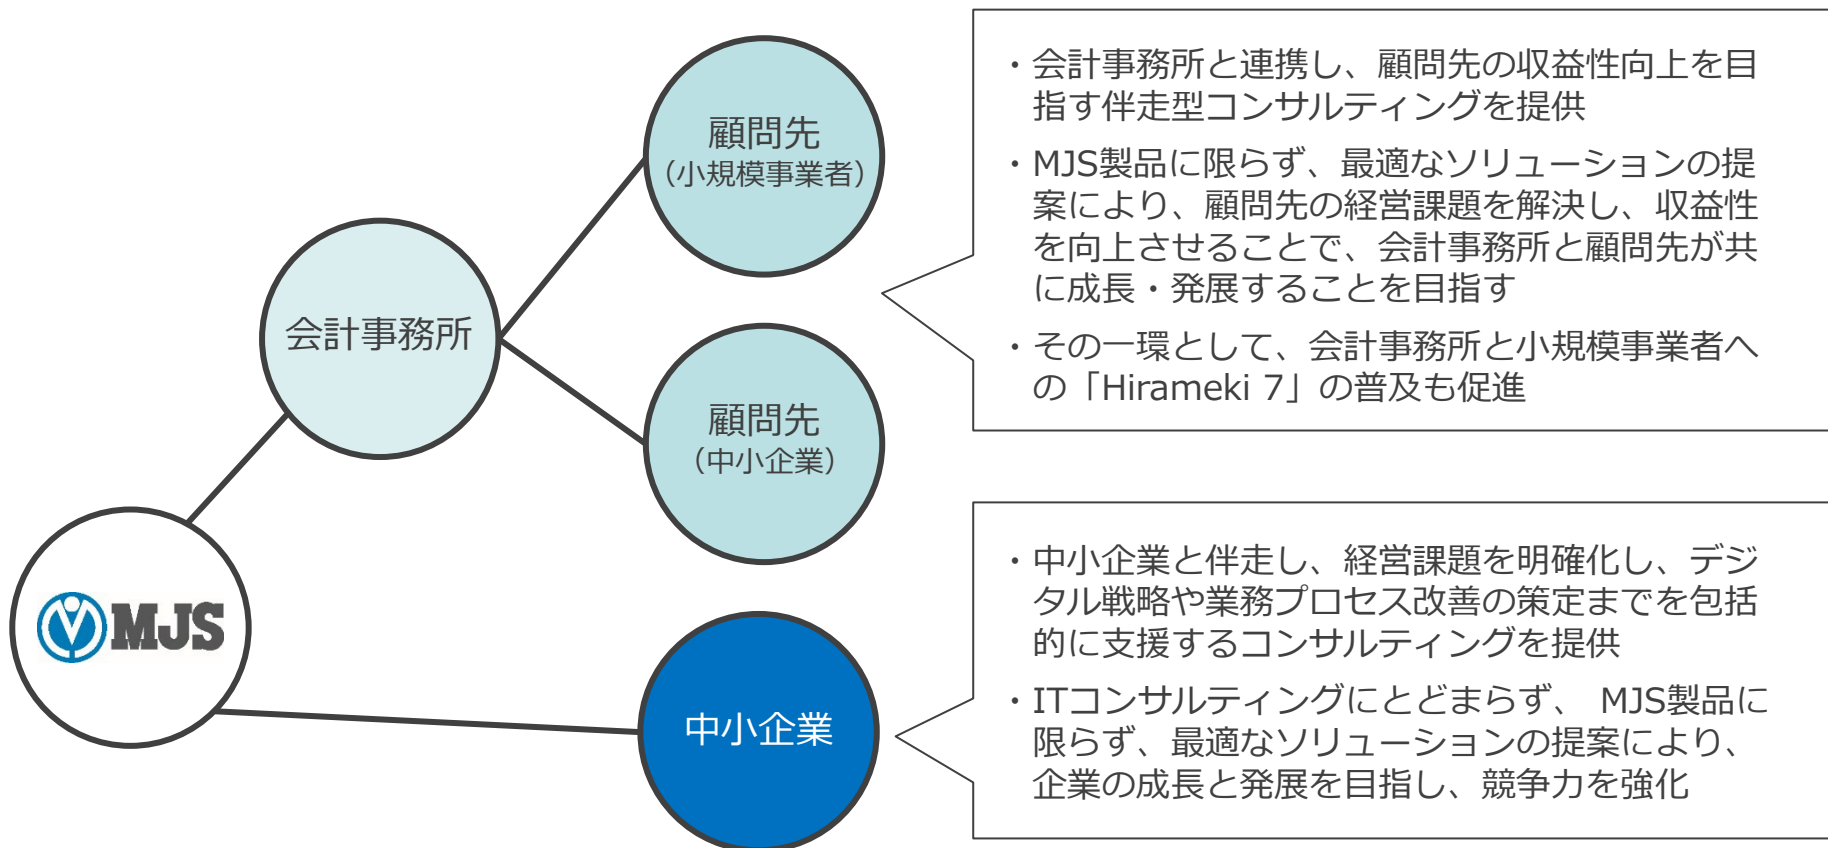 顧問先
（小規模事業者）
会計事務所
顧問先
（中小企業）
MJS
中小企業
・会計事務所と連携し、顧問先の収益性向上を目
指す伴走型コンサルティングを提供
・MJS製品に限らず、最適なソリューションの提
案により、顧問先の経営課題を解決し、収益性
を向上させることで、会計事務所と顧問先が共
に成長・発展することを目指す
・その一環として、会計事務所と小規模事業者へ
の「Hirameki 7」の普及も促進
・中小企業と伴走し、経営課題を明確化し、デジ
タル戦略や業務プロセス改善の策定までを包括
的に支援するコンサルティングを提供
・ITコンサルティングにとどまらず、 MJS製品に
限らず、最適なソリューションの提案により、
企業の成長と発展を目指し、競争力を強化